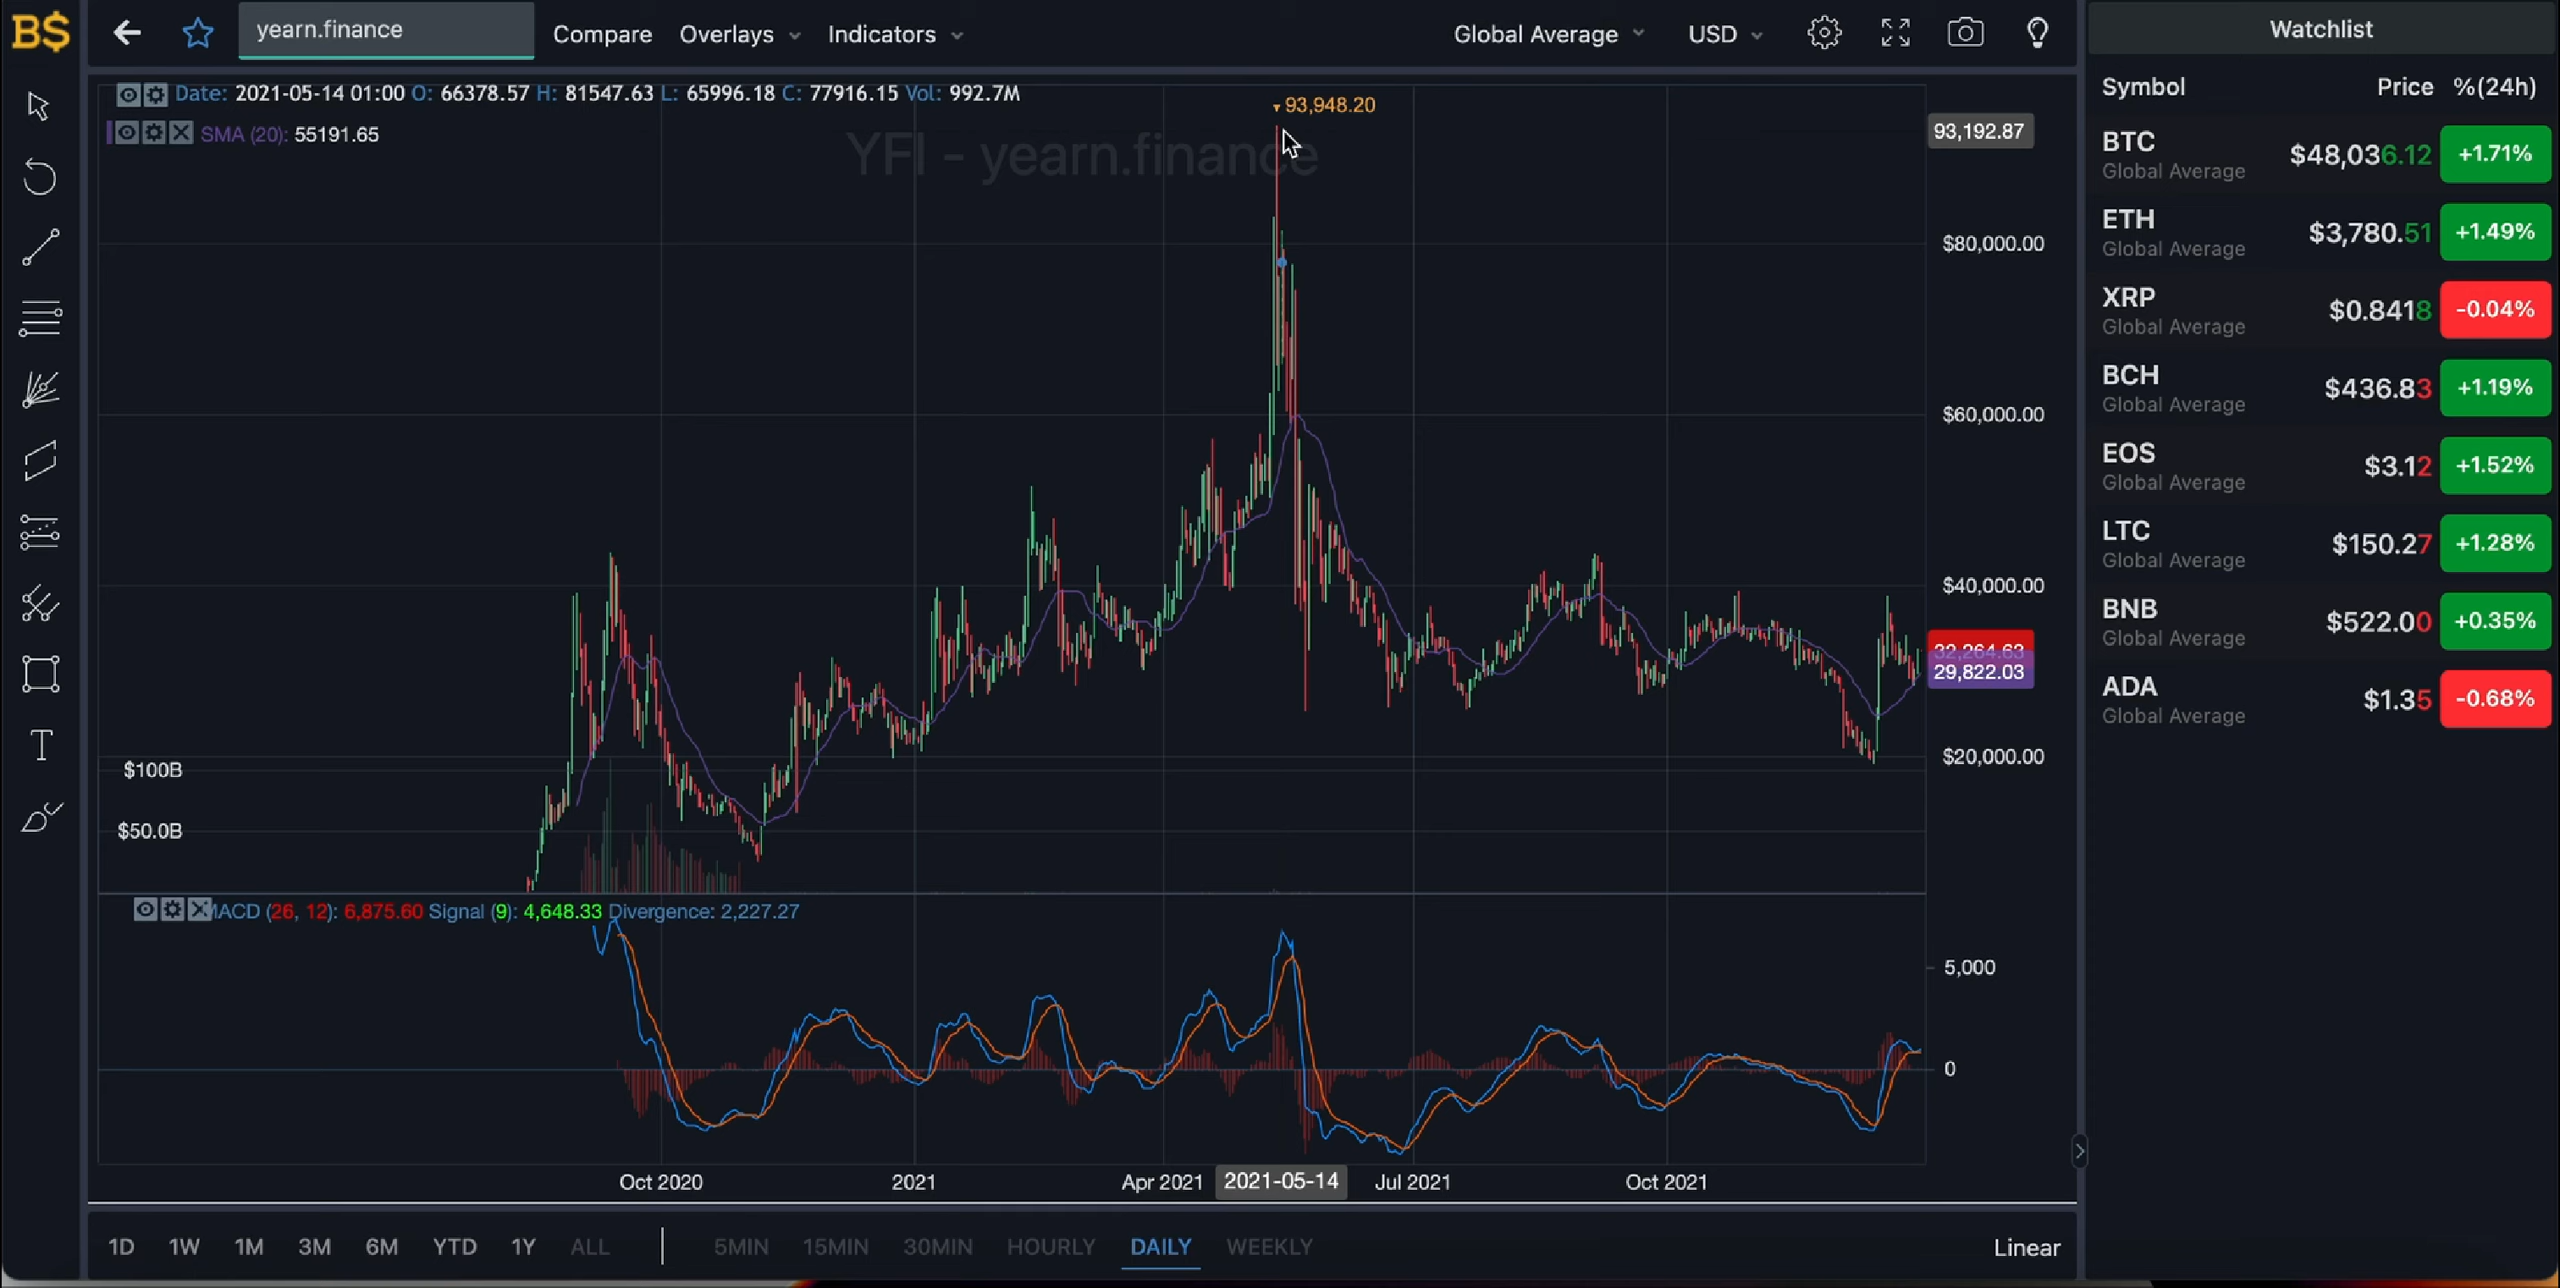 B$
yearn.finance
Compare
Overlays
Indicators
Global Average
USD
Date: 2021-05-14 01:00 O: 66378.57 H: 81547.63 L: 65996.18 C: 77916.15 Vol: 992.7M
SMA (20): 55191.65
93,948.20
YFI - yearn.finance
93,192.87
$80,000.00
$60,000.00
$40,000.00
32,264.63
29,822.03
$20,000.00
$100B
$50.0B
MACD (26, 12): 6,875.60 Signal (9): 4,648.33 Divergence: 2,227.27
5,000
0
Oct 2020
2021
Apr 2021
2021-05-14
Jul 2021
Oct 2021
1D 1W 1M 3M 6M YTD 1Y ALL
5MIN 15MIN 30MIN HOURLY DAILY WEEKLY
Linear
Watchlist
Symbol Price %(24h)
BTC $48,036.12 +1.71%
Global Average
ETH $3,780.51 +1.49%
Global Average
XRP $0.8418 -0.04%
Global Average
BCH $436.83 +1.19%
Global Average
EOS $3.12 +1.52%
Global Average
LTC $150.27 +1.28%
Global Average
BNB $522.00 +0.35%
Global Average
ADA $1.35 -0.68%
Global Average